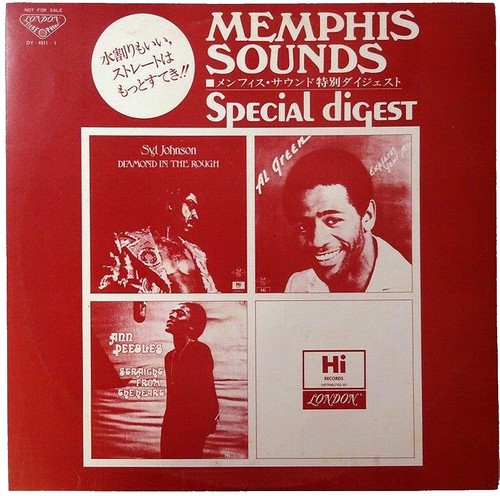 NOT FOR SALE
LONDON
DY-4011-1
水割りもいい、
ストレートは
もっとすてき!!
MEMPHIS
SOUNDS
■メンフィス・サウンド特別ダイジェスト
Special digEST
Syl Johnson
DIAMOND IN THE ROUGH
Al Green
Explores
Your
ANN
PEEBLES
STRAIGHT
FROM
THE HEART
Hi
RECORDS
DISTRIBUTED BY
LONDON